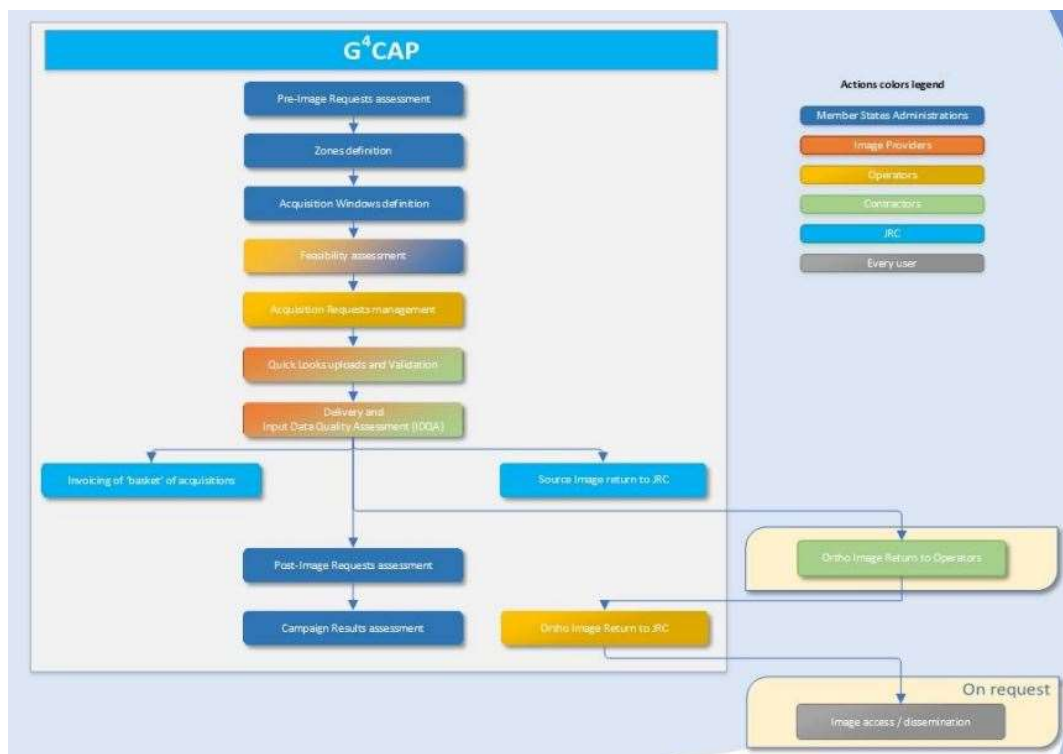 G⁴CAP
Pre-Image Requests assessment
Zones definition
Acquisition Windows definition
Feasibility assessment
Acquisition Requests management
Quick Looks uploads and Validation
Delivery and
Input Data Quality Assessment (IDQA)
Invoicing of 'basket' of acquisitions
Source Image return to JRC
Post-Image Requests assessment
Campaign Results assessment
Ortho Image Return to JRC
Actions colors legend
Member States Administrations
Image Providers
Operators
Contractors
JRC
Every user
Ortho Image Return to Operators
On request
Image access / dissemination